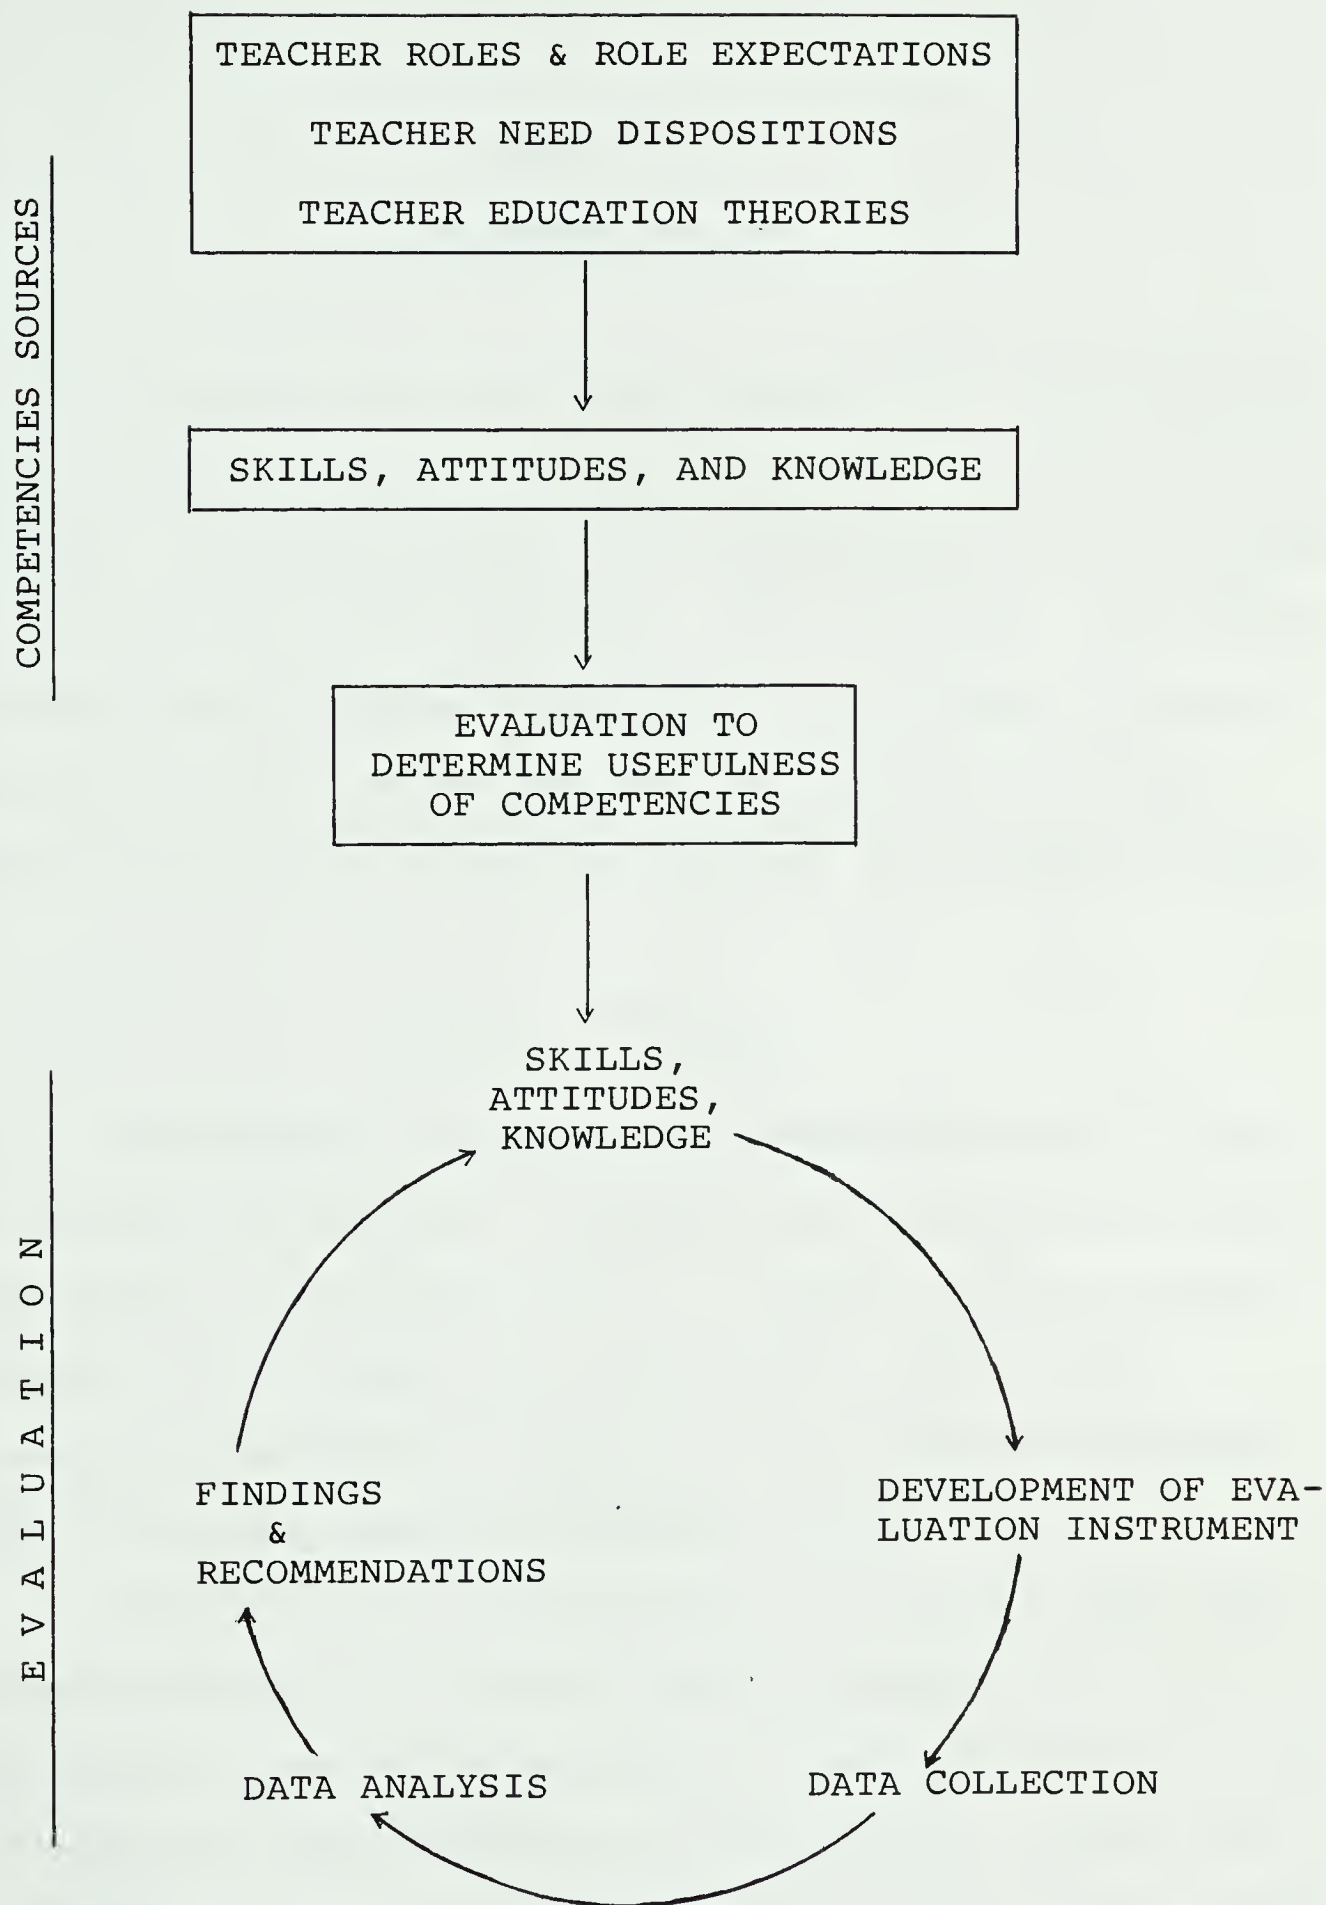 TEACHER ROLES & ROLE EXPECTATIONS
TEACHER NEED DISPOSITIONS
TEACHER EDUCATION THEORIES
COMPETENCIES SOURCES
SKILLS, ATTITUDES, AND KNOWLEDGE
EVALUATION TO
DETERMINE USEFULNESS
OF COMPETENCIES
SKILLS,
ATTITUDES,
KNOWLEDGE
EVALUATION
FINDINGS
&
RECOMMENDATIONS
DEVELOPMENT OF EVA-
LUATION INSTRUMENT
DATA ANALYSIS
DATA COLLECTION